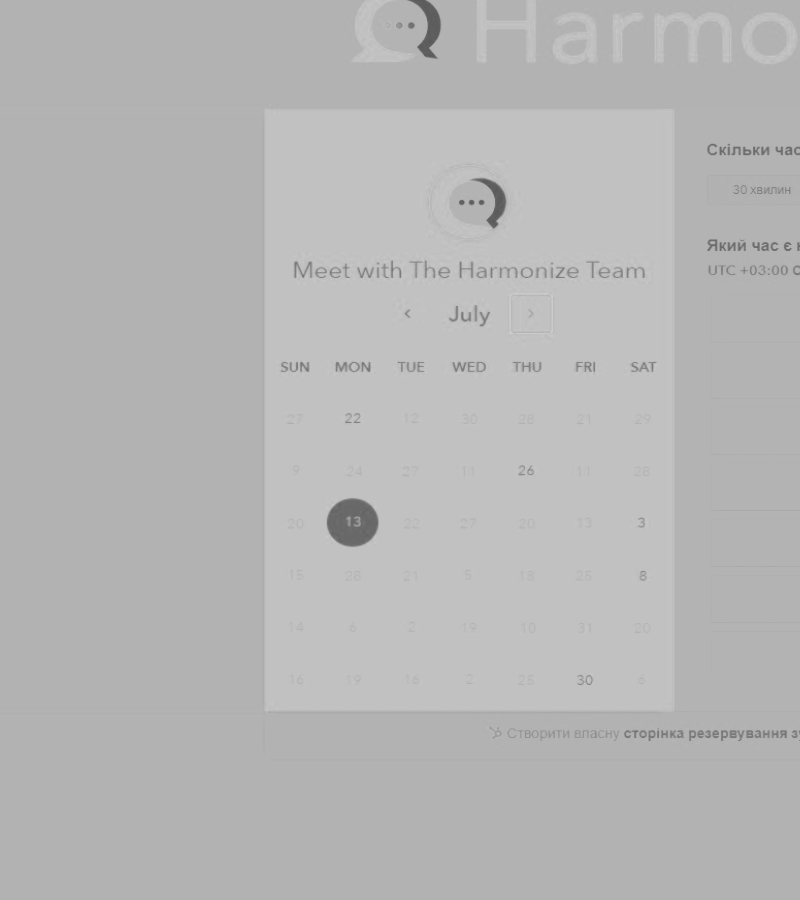 Harmo
Meet with The Harmonize Team
July
SUN MON TUE WED THU FRI SAT
27 22 12 30 28 21 29
9 24 27 11 26 11 28
20 13 22 27 20 13 3
15 28 21 5 18 25 8
14 6 2 19 10 31 20
16 19 16 2 25 30 6
Скільки час
30 хвилин
Який час є
UTC +03:00
Створити власну сторінка резервування з